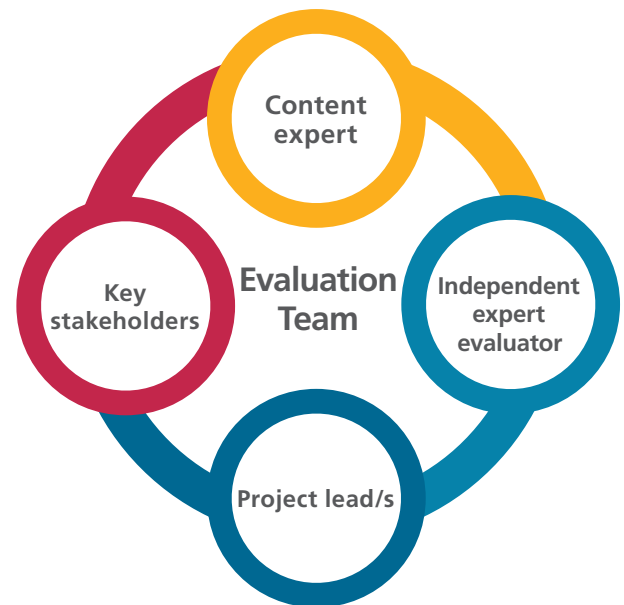 Content
expert
Evaluation
Team
Key
stakeholders
Independent
expert
evaluator
Project lead/s